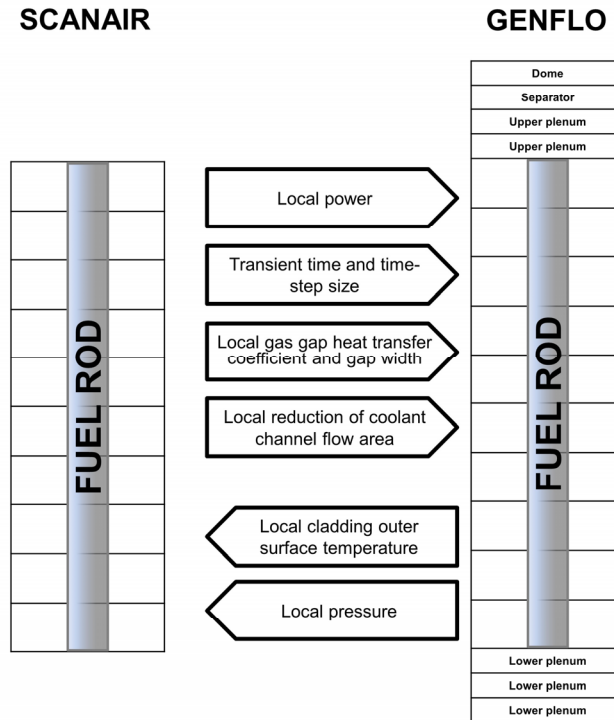 SCANAIR
GENFLO
Dome
Separator
Upper plenum
Upper plenum
Local power
Transient time and time-
step size
Local gas gap heat transfer
coefficient and gap width
Local reduction of coolant
channel flow area
Local cladding outer
surface temperature
Local pressure
FUEL ROD
FUEL ROD
Lower plenum
Lower plenum
Lower plenum